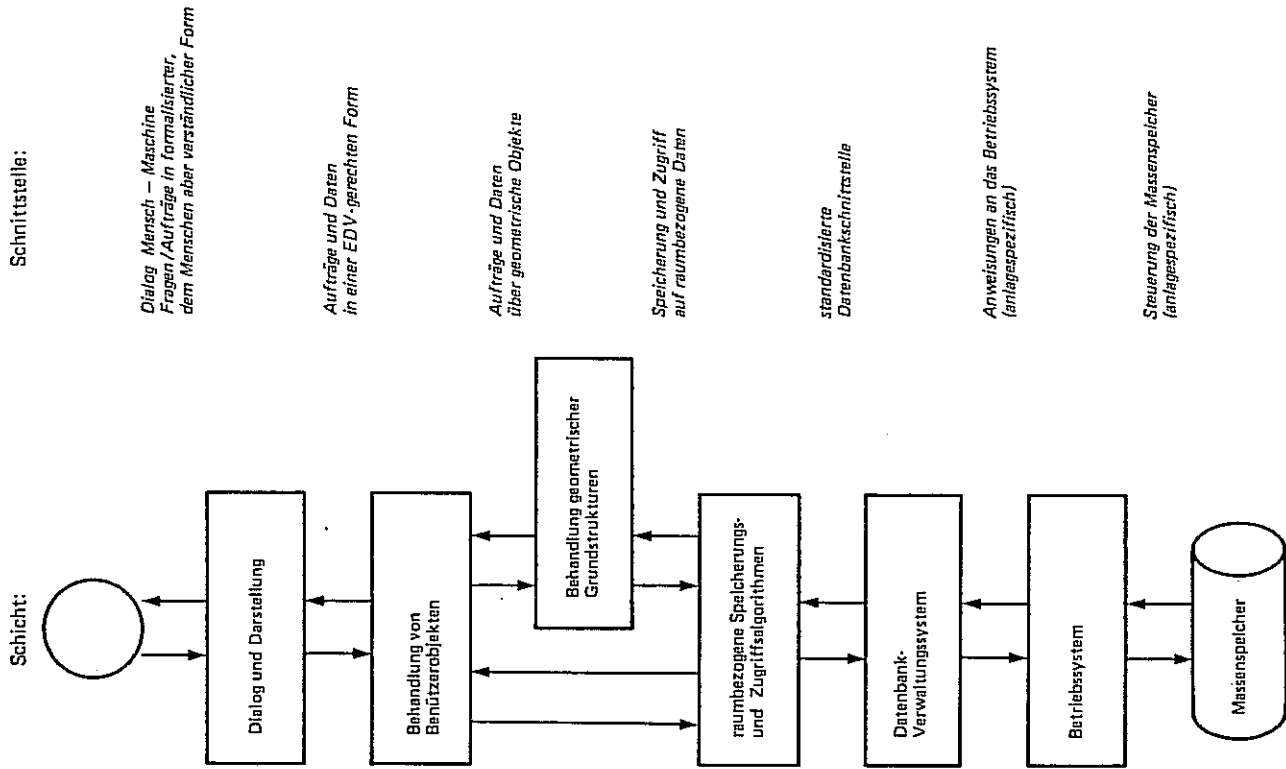 Schicht:
Schnittstelle:
Dialog Mensch – Maschine
Fragen/Aufträge in formalisierter,
dem Menschen aber verständlicher Form
Dialog und Darstellung
Aufträge und Daten
in einer EDV-gerechten Form
Behandlung von
Benützerobjekten
Aufträge und Daten
über geometrische Objekte
Behandlung geometrischer
Grundstrukturen
Speicherung und Zugriff
auf raumbezogene Daten
raumbezogene Speicherungs-
und Zugriffsalgorithmen
standardisierte
Datenbankschnittstelle
Datenbank-
Verwaltungssystem
Anweisungen an das Betriebssystem
(anlagespezifisch)
Betriebssystem
Steuerung der Massenspeicher
(anlagespezifisch)
Massenspeicher